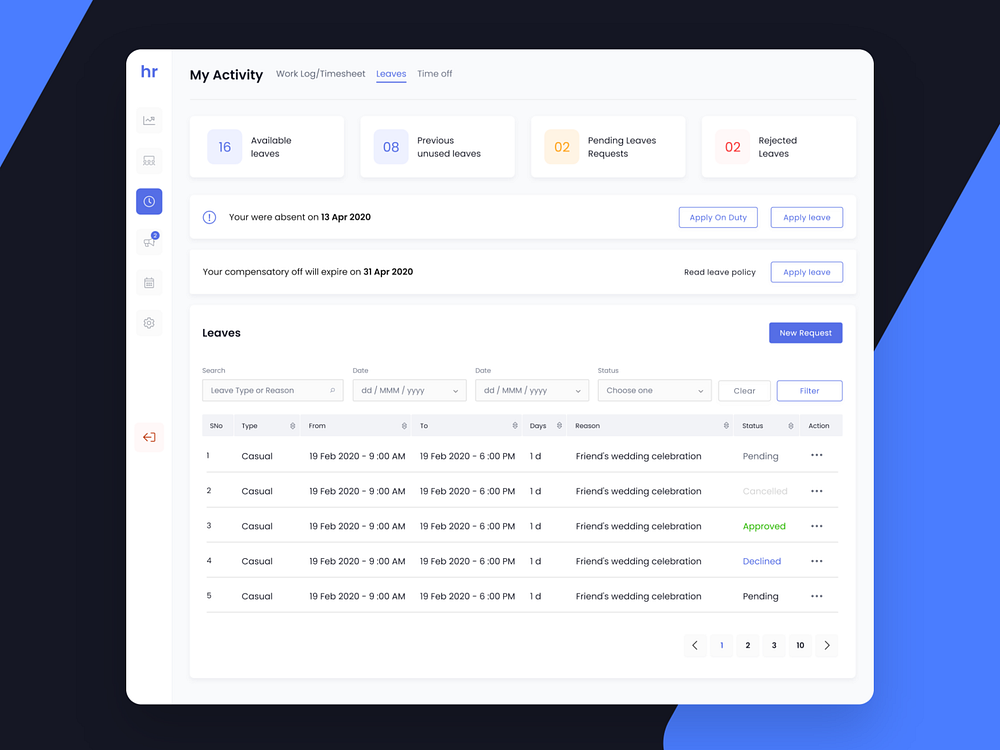 hr
My Activity Work Log/Timesheet Leaves Time off
16 Available leaves
08 Previous unused leaves
02 Pending Leaves Requests
02 Rejected Leaves
Your were absent on 13 Apr 2020 Apply On Duty Apply leave
2
Your compensatory off will expire on 31 Apr 2020 Read leave policy Apply leave
Leaves New Request
Search Date Date Status
Leave Type or Reason dd / MMM / yyyy dd / MMM / yyyy Choose one Clear Filter
SNo Type From To Days Reason Status Action
1 Casual 19 Feb 2020 - 9 :00 AM 19 Feb 2020 - 6 :00 PM 1 d Friend's wedding celebration Pending ...
2 Casual 19 Feb 2020 - 9 :00 AM 19 Feb 2020 - 6 :00 PM 1 d Friend's wedding celebration Cancelled ...
3 Casual 19 Feb 2020 - 9 :00 AM 19 Feb 2020 - 6 :00 PM 1 d Friend's wedding celebration Approved ...
4 Casual 19 Feb 2020 - 9 :00 AM 19 Feb 2020 - 6 :00 PM 1 d Friend's wedding celebration Declined ...
5 Casual 19 Feb 2020 - 9 :00 AM 19 Feb 2020 - 6 :00 PM 1 d Friend's wedding celebration Pending ...
1 2 3 10